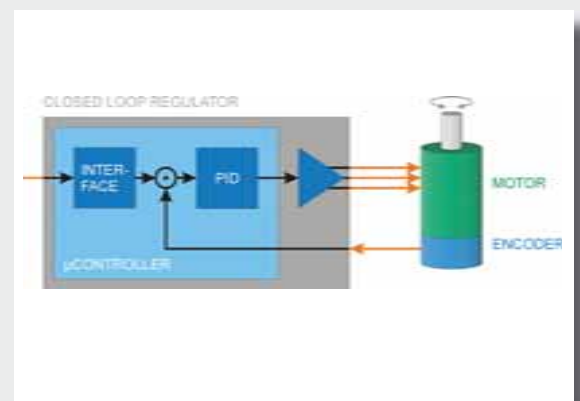 CLOSED LOOP REGULATOR
INTER-
FACE
PID
MOTOR
ENCODER
µCONTROLLER